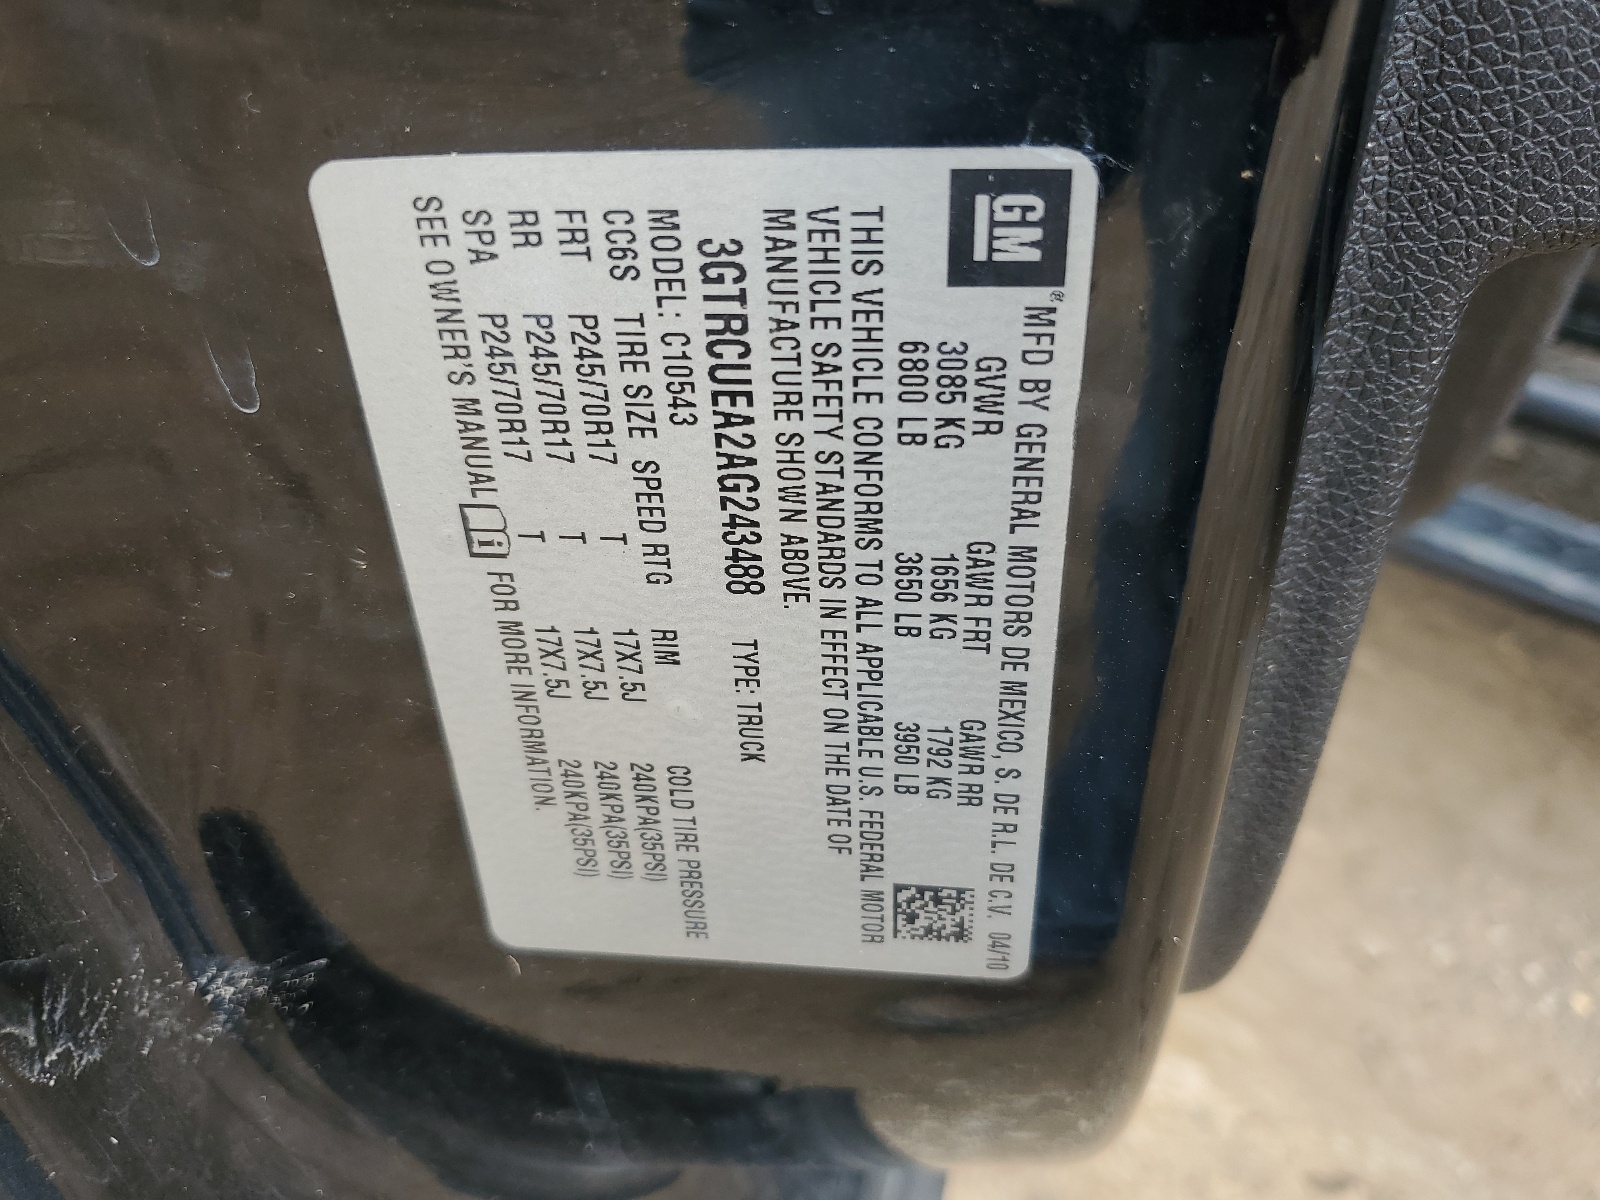 GM® MFD BY GENERAL MOTORS DE MEXICO, S. DE R.L. DE C.V. 04/10
GVWR GAWR FRT GAWR RR
3085 KG 1656 KG 1792 KG
6800 LB 3650 LB 3950 LB
THIS VEHICLE CONFORMS TO ALL APPLICABLE U.S. FEDERAL MOTOR
VEHICLE SAFETY STANDARDS IN EFFECT ON THE DATE OF
MANUFACTURE SHOWN ABOVE.
3GTRCUEA2AG243488 TYPE: TRUCK
MODEL: C10543
CC6S TIRE SIZE SPEED RTG RIM COLD TIRE PRESSURE
FRT P245/70R17 T 17X7.5J 240KPA(35PSI)
RR P245/70R17 T 17X7.5J 240KPA(35PSI)
SPA P245/70R17 T 17X7.5J 240KPA(35PSI)
SEE OWNER'S MANUAL i FOR MORE INFORMATION.